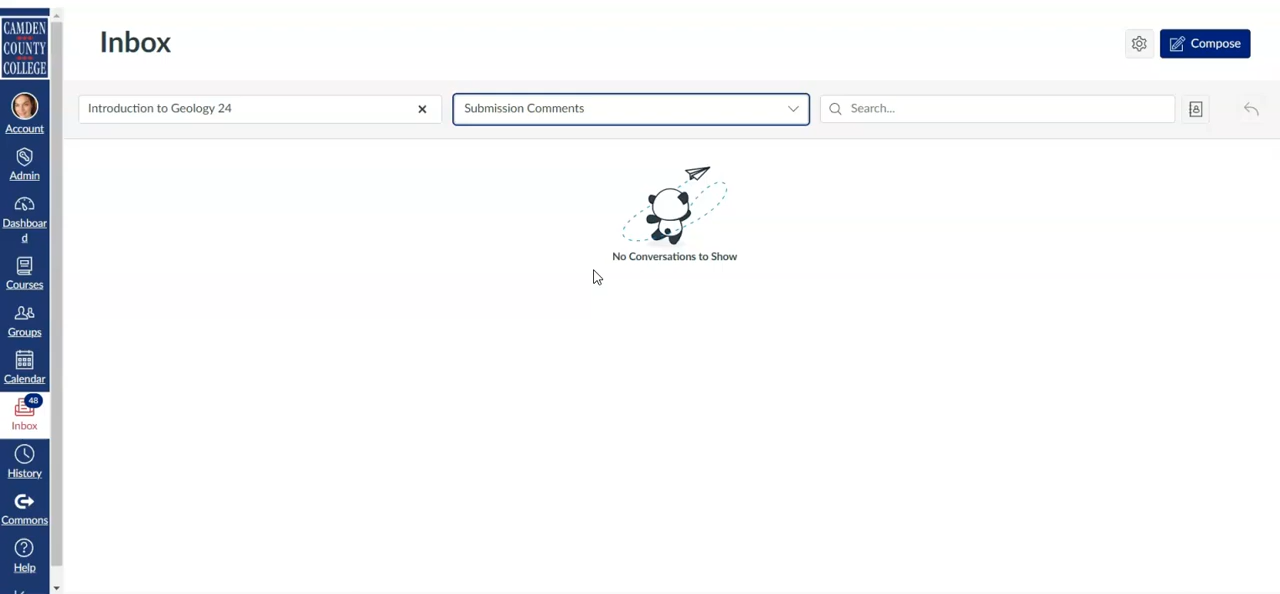 CAMDEN
COUNTY
COLLEGE
Account
Admin
Dashboar
d
Courses
Groups
Calendar
48
Inbox
History
Commons
Help
Inbox
Compose
Introduction to Geology 24
Submission Comments
Search...
No Conversations to Show